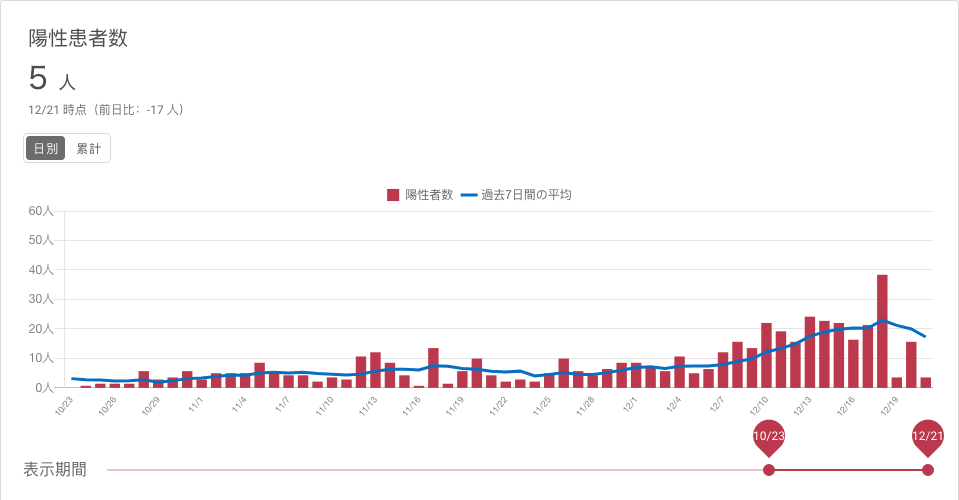 陽性患者数
5 人
12/21 時点（前日比：-17 人）
日別 累計
陽性者数 過去7日間の平均
60人
50人
40人
30人
20人
10人
0人
10/23 10/26 10/29 11/1 11/4 11/7 11/10 11/13 11/16 11/19 11/22 11/25 11/28 12/1 12/4 12/7 12/10 12/13 12/16 12/19
10/23 12/21
表示期間